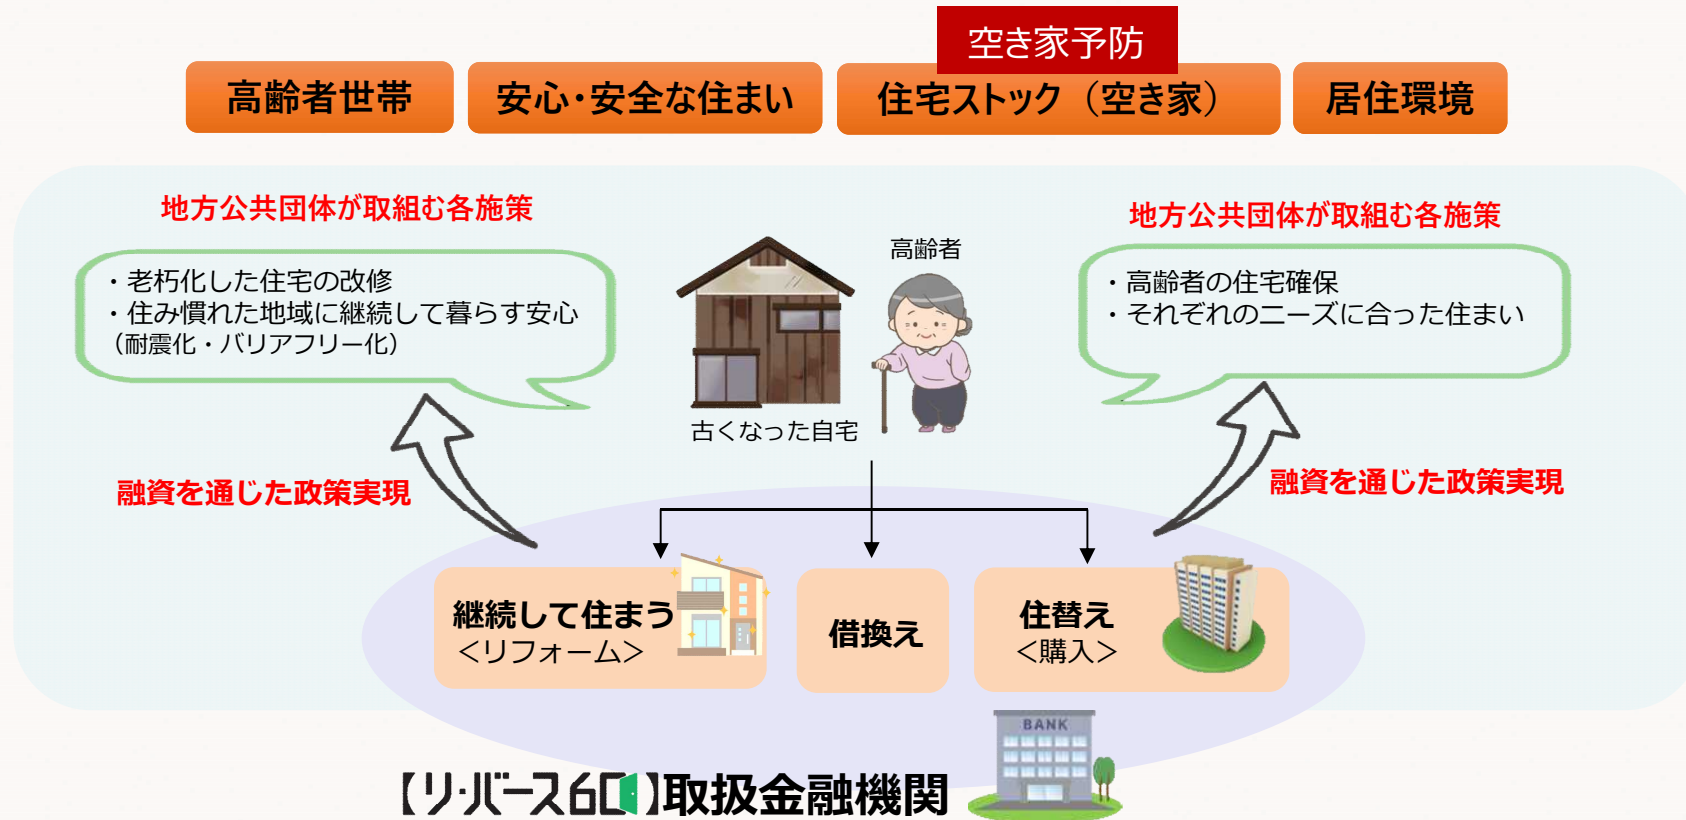 空き家予防
高齢者世帯
安心・安全な住まい
住宅ストック（空き家）
居住環境
地方公共団体が取組む各施策
・老朽化した住宅の改修
・住み慣れた地域に継続して暮らす安心
（耐震化・バリアフリー化）
高齢者
古くなった自宅
地方公共団体が取組む各施策
・高齢者の住宅確保
・それぞれのニーズに合った住まい
融資を通じた政策実現
融資を通じた政策実現
継続して住まう
＜リフォーム＞
借換え
住替え
＜購入＞
BANK
【リ･バース60】取扱金融機関